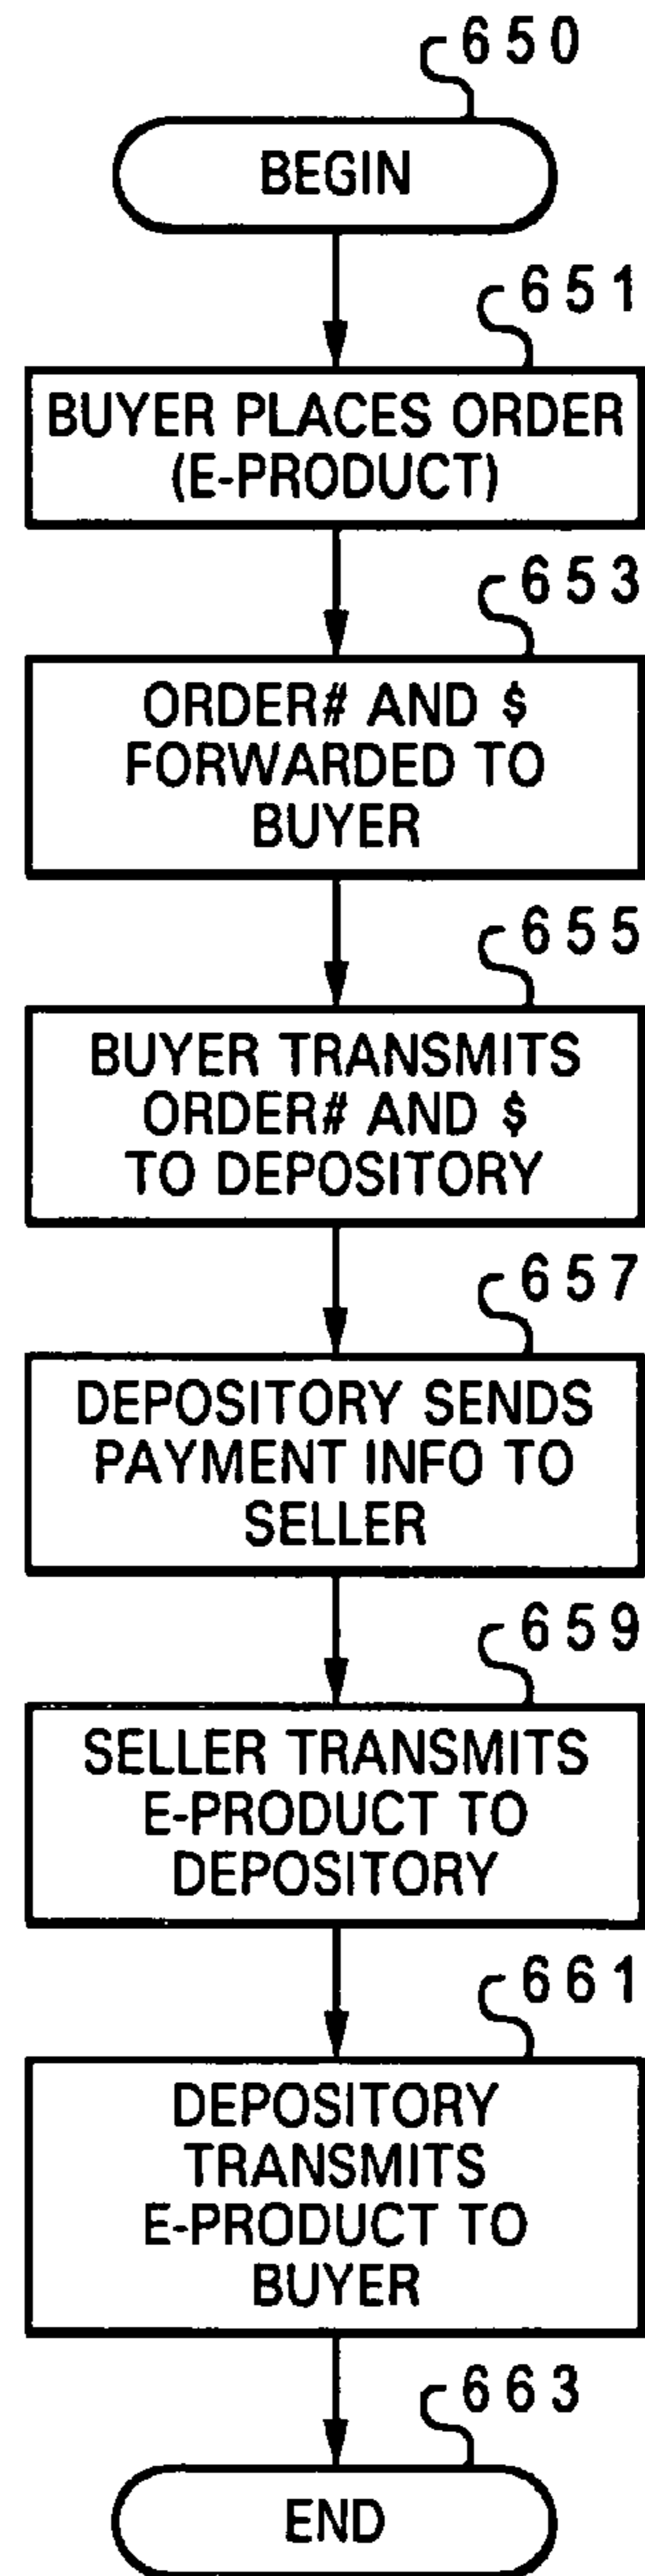 650
BEGIN
651
BUYER PLACES ORDER
(E-PRODUCT)
653
ORDER# AND $
FORWARDED TO
BUYER
655
BUYER TRANSMITS
ORDER# AND $
TO DEPOSITORY
657
DEPOSITORY SENDS
PAYMENT INFO TO
SELLER
659
SELLER TRANSMITS
E-PRODUCT TO
DEPOSITORY
661
DEPOSITORY
TRANSMITS
E-PRODUCT TO
BUYER
663
END